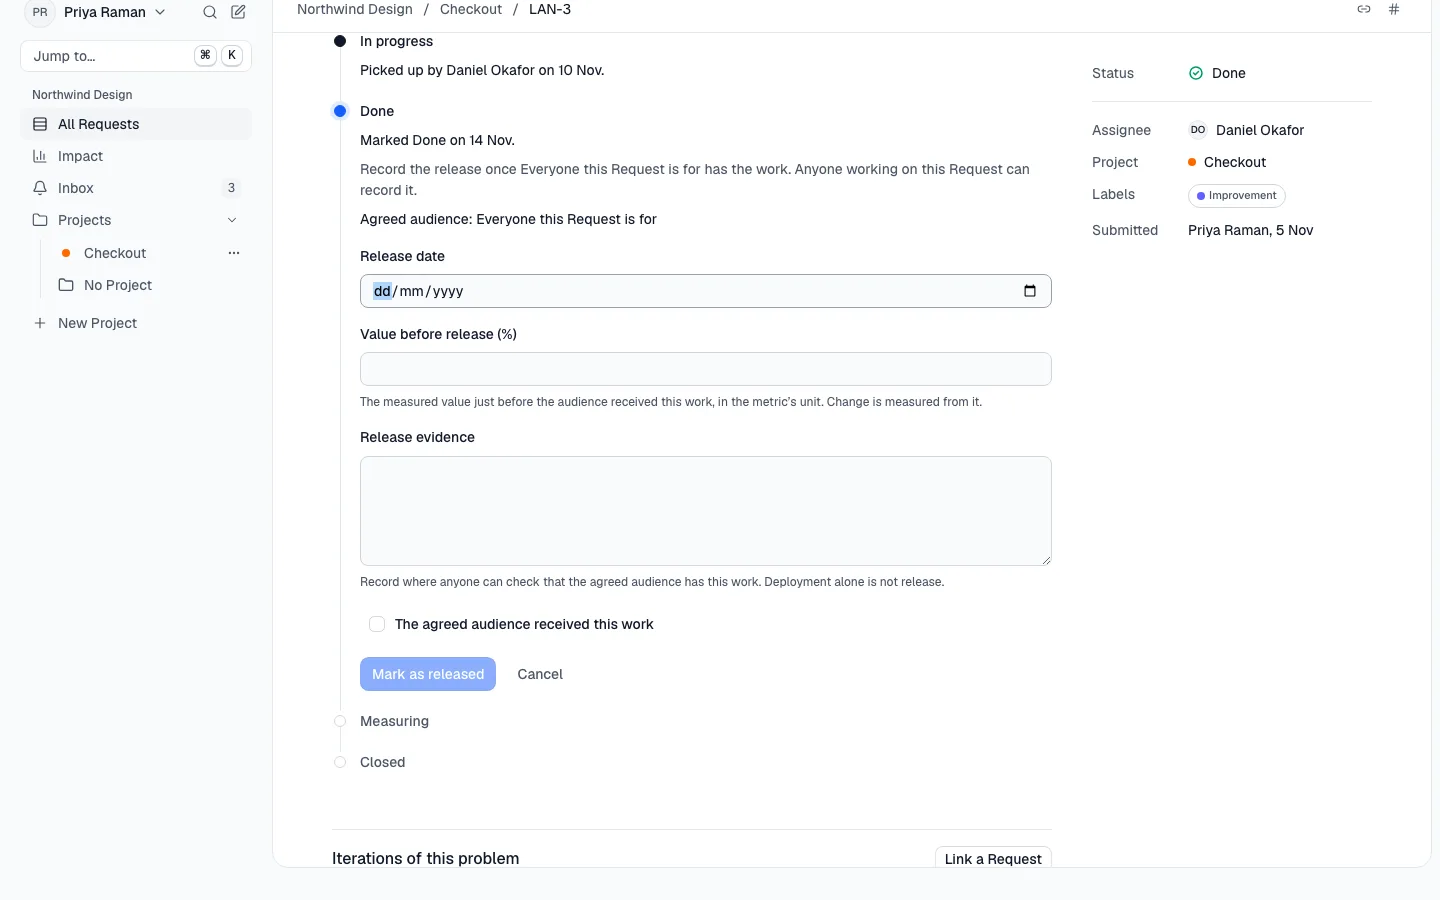 PR Priya Raman
Jump to... ⌘ K
Northwind Design
All Requests
Impact
Inbox 3
Projects
Checkout
No Project
New Project
Northwind Design / Checkout / LAN-3
In progress
Picked up by Daniel Okafor on 10 Nov.
Done
Marked Done on 14 Nov.
Record the release once Everyone this Request is for has the work. Anyone working on this Request can
record it.
Agreed audience: Everyone this Request is for
Release date
dd/mm/yyyy
Value before release (%)
The measured value just before the audience received this work, in the metric's unit. Change is measured from it.
Release evidence
Record where anyone can check that the agreed audience has this work. Deployment alone is not release.
The agreed audience received this work
Mark as released Cancel
Measuring
Closed
Iterations of this problem
Link a Request
Status Done
Assignee DO Daniel Okafor
Project Checkout
Labels Improvement
Submitted Priya Raman, 5 Nov